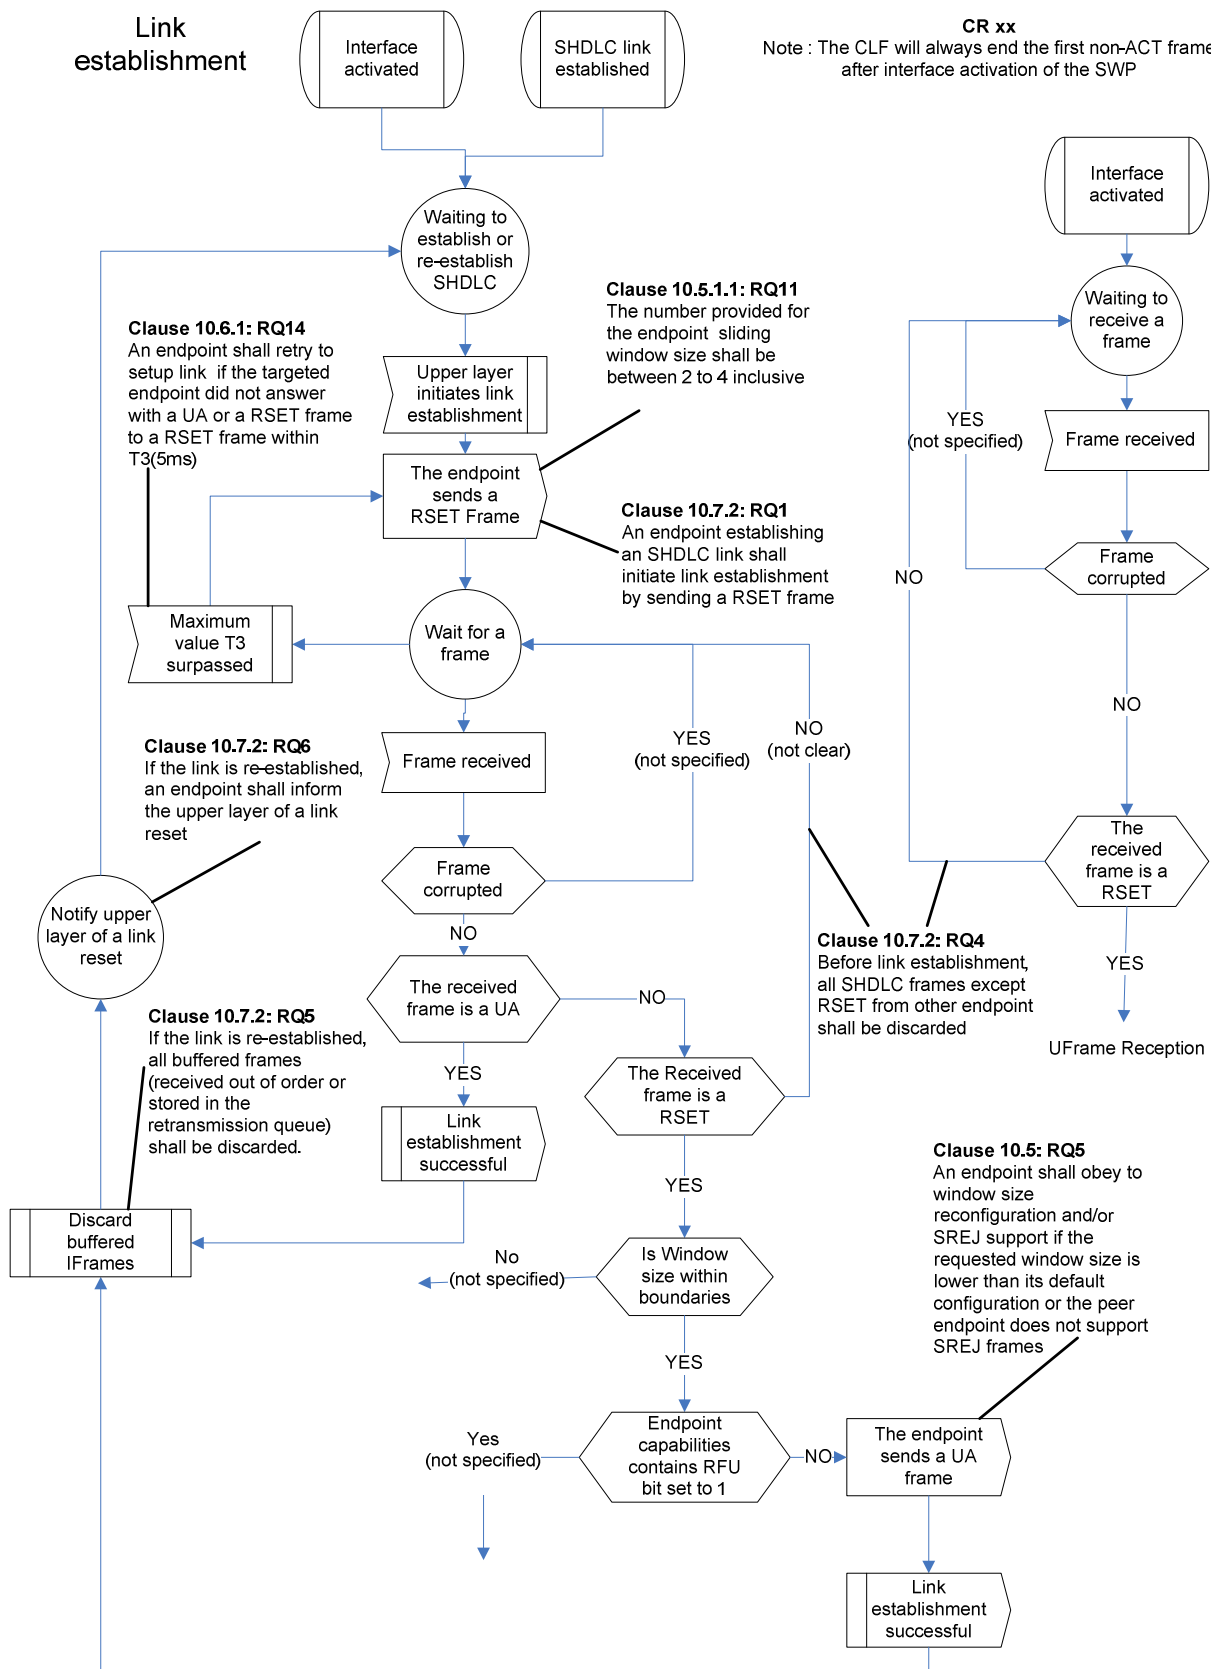 Link
establishment
Interface
activated
SHDLC link
established
CR xx
Note : The CLF will always end the first non-ACT frame
after interface activation of the SWP
Interface
activated
Waiting to
establish or
re-establish
SHDLC
Waiting to
receive a
frame
Clause 10.5.1.1: RQ11
The number provided for
the endpoint sliding
window size shall be
between 2 to 4 inclusive
Clause 10.6.1: RQ14
An endpoint shall retry to
setup link if the targeted
endpoint did not answer
with a UA or a RSET frame
to a RSET frame within
T3(5ms)
Upper layer
initiates link
establishment
YES
(not specified)
Frame received
The endpoint
sends a
RSET Frame
Clause 10.7.2: RQ1
An endpoint establishing
an SHDLC link shall
initiate link establishment
by sending a RSET frame
Frame
corrupted
NO
Maximum
value T3
surpassed
Wait for a
frame
NO
NO
(not clear)
YES
(not specified)
Clause 10.7.2: RQ6
If the link is re-established,
an endpoint shall inform
the upper layer of a link
reset
Frame received
The
received
frame is a
RSET
Frame
corrupted
Notify upper
layer of a link
reset
NO
Clause 10.7.2: RQ4
Before link establishment,
all SHDLC frames except
RSET from other endpoint
shall be discarded
YES
The received
frame is a UA
NO
Clause 10.7.2: RQ5
If the link is re-established,
all buffered frames
(received out of order or
stored in the
retransmission queue)
shall be discarded.
UFrame Reception
YES
The Received
frame is a
RSET
Link
establishment
successful
Clause 10.5: RQ5
An endpoint shall obey to
window size
reconfiguration and/or
SREJ support if the
requested window size is
lower than its default
configuration or the peer
endpoint does not support
SREJ frames
YES
Discard
buffered
IFrames
No
(not specified)
Is Window
size within
boundaries
YES
Yes
(not specified)
Endpoint
capabilities
contains RFU
bit set to 1
NO
The endpoint
sends a UA
frame
Link
establishment
successful